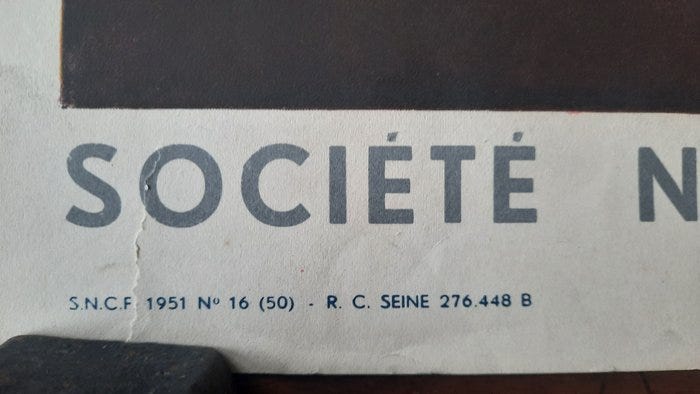 SOCIÉTÉ N
S.N.C.F. 1951 Nº 16 (50) - R. C. SEINE 276.448 B